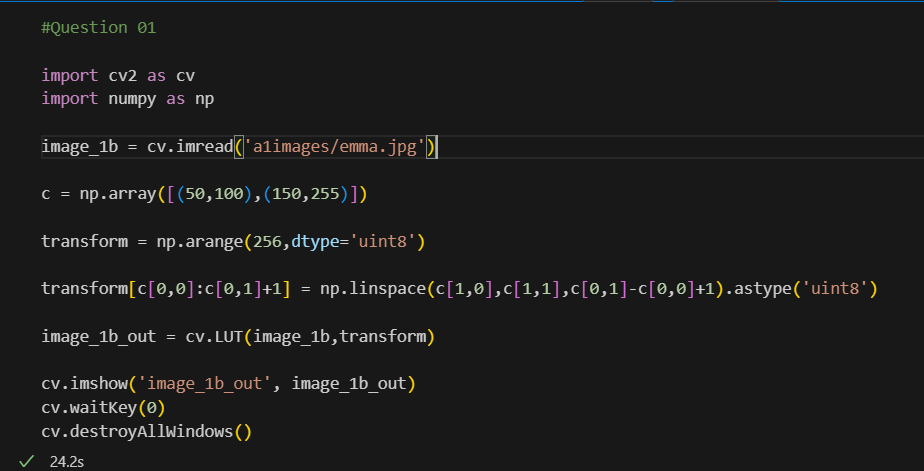 #Question 01
import cv2 as cv
import numpy as np
image_1b = cv.imread('a1images/emma.jpg')
c = np.array([(50,100),(150,255)])
transform = np.arange(256,dtype='uint8')
transform[c[0,0]:c[0,1]+1] = np.linspace(c[1,0],c[1,1],c[0,1]-c[0,0]+1).astype('uint8')
image_1b_out = cv.LUT(image_1b,transform)
cv.imshow('image_1b_out', image_1b_out)
cv.waitKey(0)
cv.destroyAllWindows()
24.2s